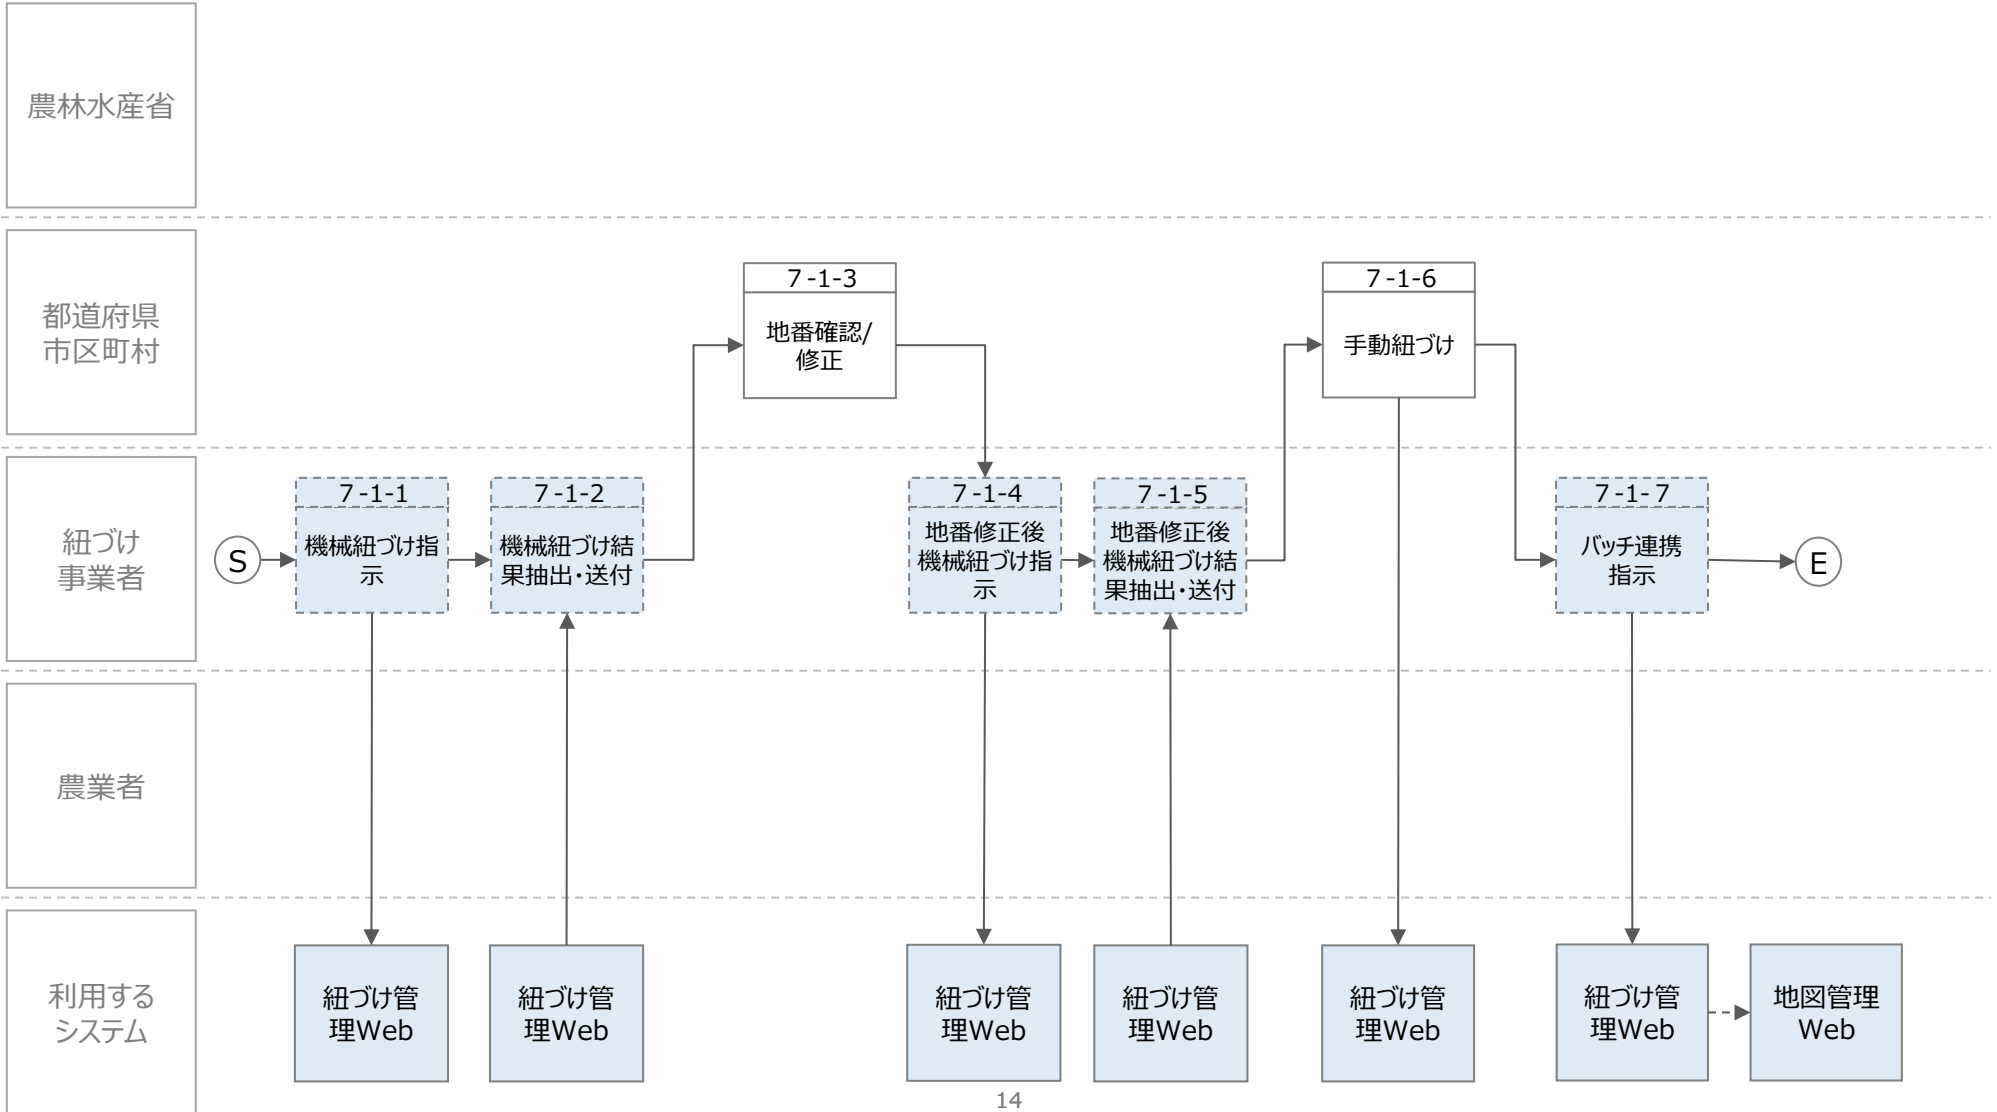 農林水産省
都道府県
市区町村
7-1-3
地番確認/
修正
7-1-6
手動紐づけ
紐づけ
事業者
S
7-1-1
機械紐づけ指
示
7-1-2
機械紐づけ結
果抽出・送付
7-1-4
地番修正後
機械紐づけ指
示
7-1-5
地番修正後
機械紐づけ結
果抽出・送付
7-1-7
バッチ連携
指示
E
農業者
利用する
システム
紐づけ管
理Web
紐づけ管
理Web
紐づけ管
理Web
紐づけ管
理Web
紐づけ管
理Web
紐づけ管
理Web
地図管理
Web
14